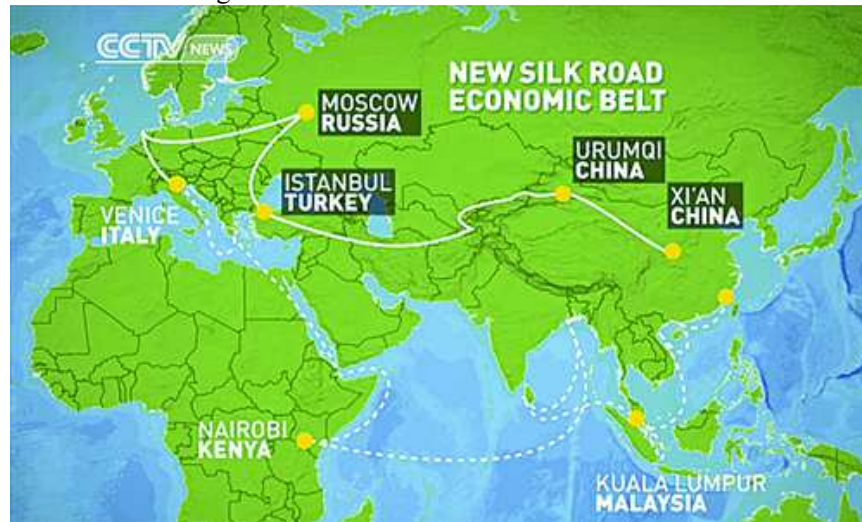 CCTV NEWS
NEW SILK ROAD
ECONOMIC BELT
MOSCOW
RUSSIA
URUMQI
CHINA
ISTANBUL
TURKEY
XI'AN
CHINA
VENICE
ITALY
NAIROBI
KENYA
KUALA LUMPUR
MALAYSIA